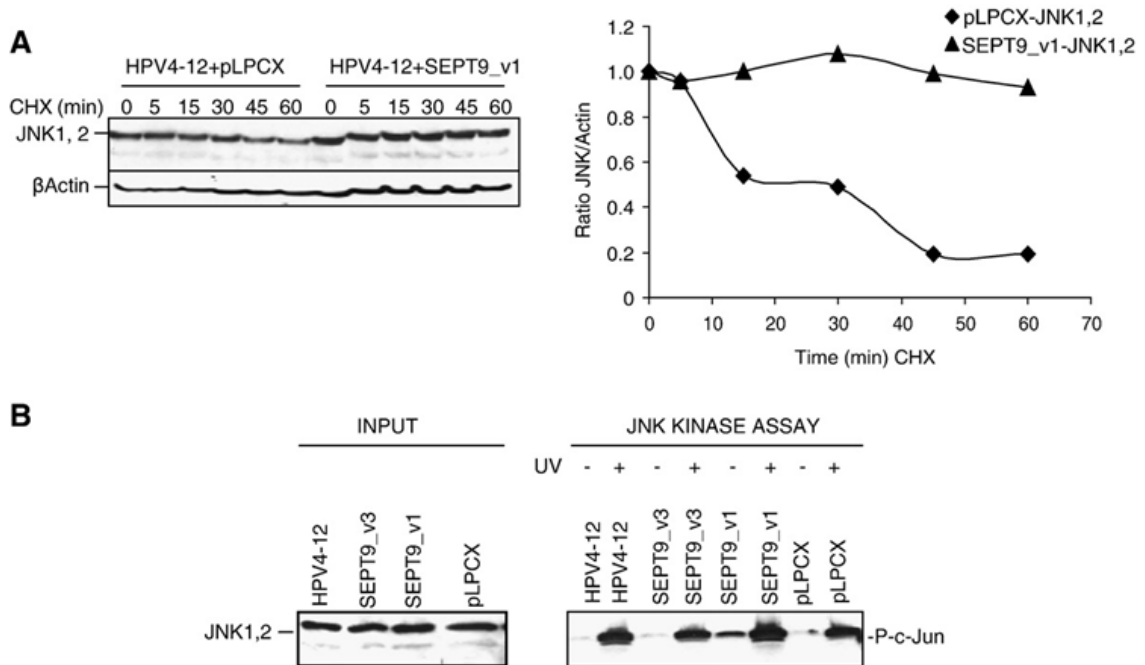 A
HPV4-12+pLPCX HPV4-12+SEPT9_v1
CHX (min) 0 5 15 30 45 60 0 5 15 30 45 60
JNK1, 2
βActin
pLPCX-JNK1,2
SEPT9_v1-JNK1,2
Ratio JNK/Actin
1.2
1.0
0.8
0.6
0.4
0.2
0
0 10 20 30 40 50 60 70
Time (min) CHX
B
INPUT JNK KINASE ASSAY
UV - + - + - + - +
HPV4-12 SEPT9_v3 SEPT9_v1 pLPCX HPV4-12 HPV4-12 SEPT9_v3 SEPT9_v3 SEPT9_v1 SEPT9_v1 pLPCX pLPCX
JNK1,2 -P-c-Jun